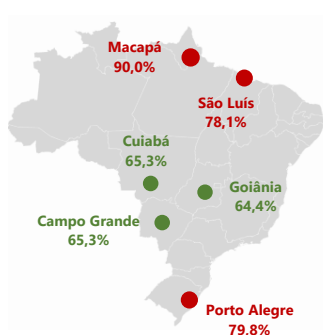 Macapá
90,0%
São Luís
78,1%
Cuiabá
65,3%
Goiânia
64,4%
Campo Grande
65,3%
Porto Alegre
79,8%